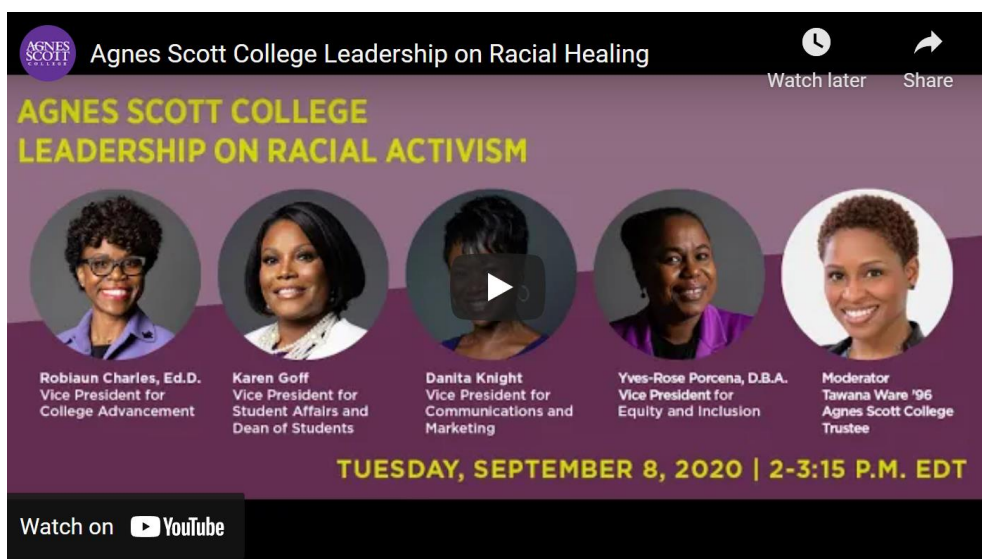 AGNES
SCOTT
COLLEGE
Agnes Scott College Leadership on Racial Healing
Watch later
Share
AGNES SCOTT COLLEGE
LEADERSHIP ON RACIAL ACTIVISM
Robiaun Charles, Ed.D.
Vice President for
College Advancement
Karen Goff
Vice President for
Student Affairs and
Dean of Students
Danita Knight
Vice President for
Communications and
Marketing
Yves-Rose Porcena, D.B.A.
Vice President for
Equity and Inclusion
Moderator
Tawana Ware '96
Agnes Scott College
Trustee
TUESDAY, SEPTEMBER 8, 2020 | 2-3:15 P.M. EDT
Watch on YouTube